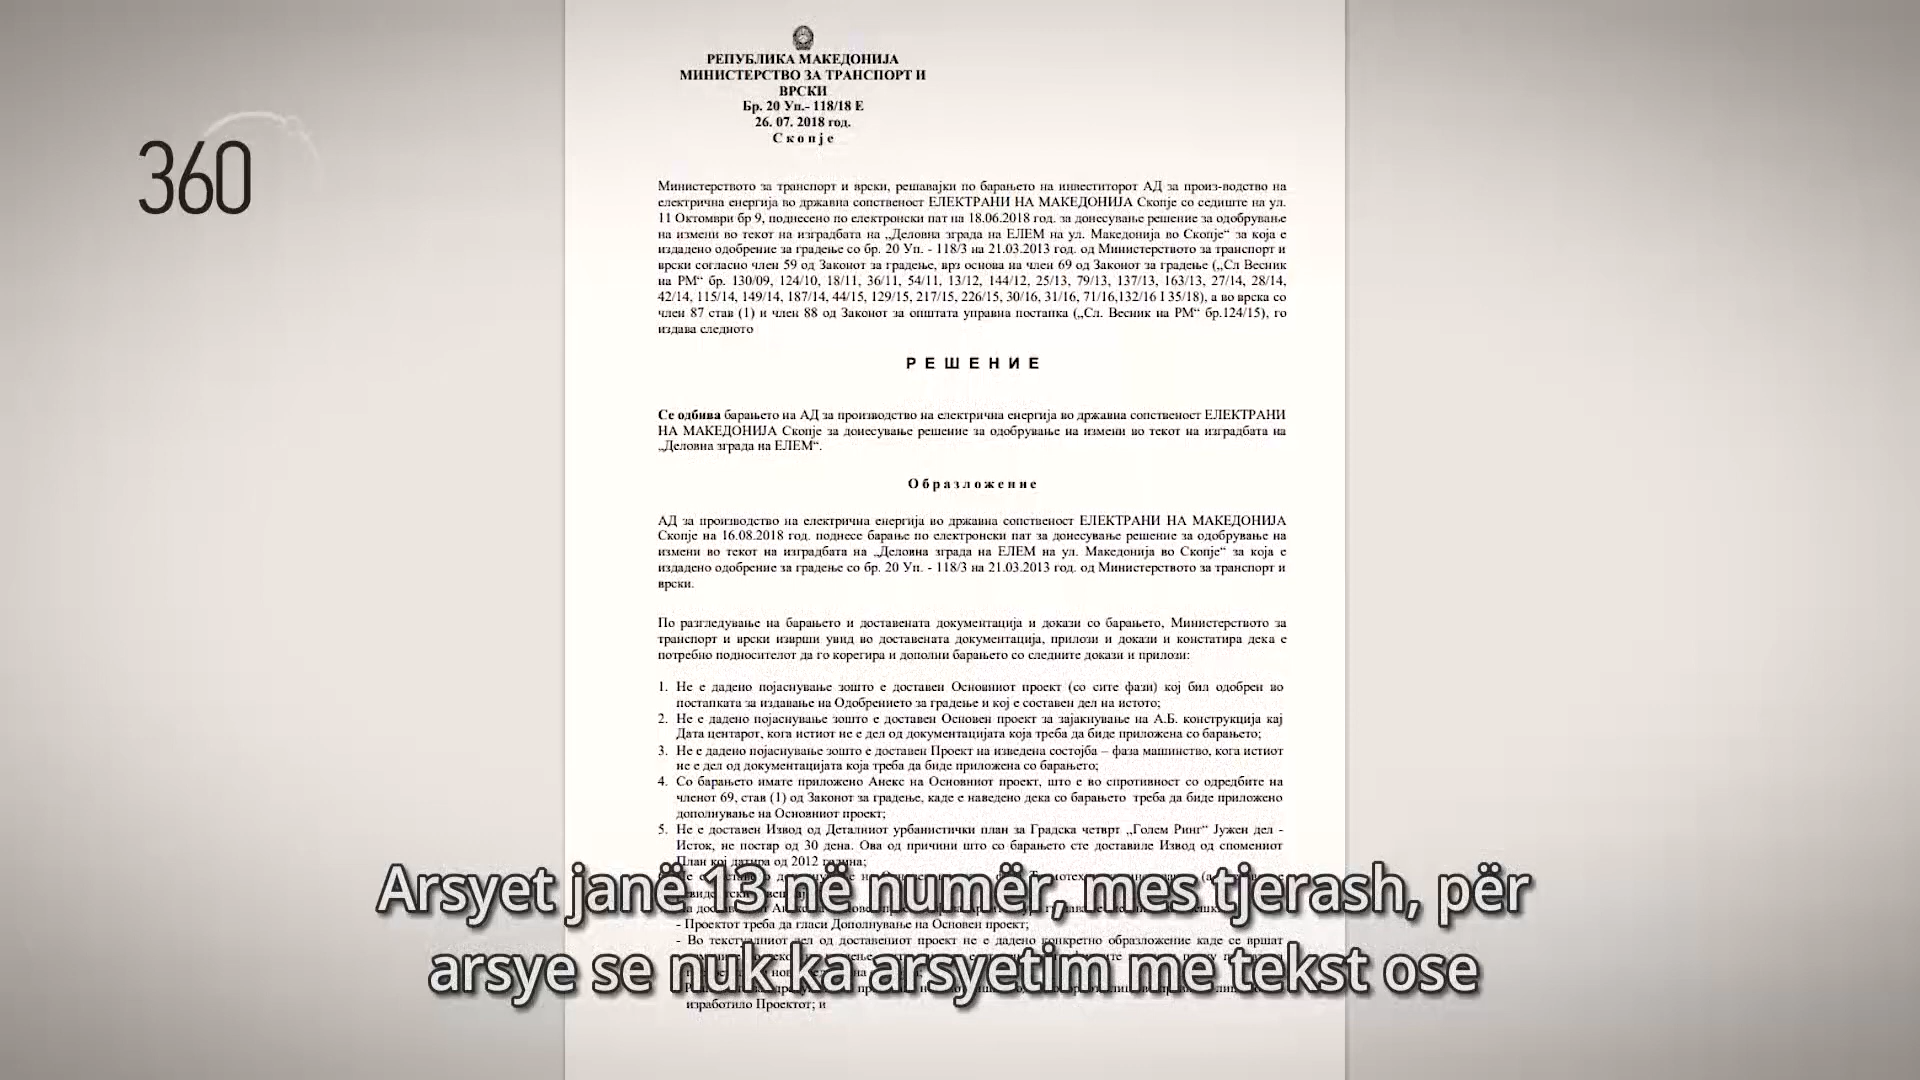 360
РЕПУБЛИКА МАКЕДОНИЈА
МИНИСТЕРСТВО ЗА ТРАНСПОРТ И
ВРСКИ
Бр. 20 Уп.- 118/18 Е
26. 07. 2018 год.
С к о п ј е
Министерството за транспорт и врски, решавајки по барањето на инвеститорот АД за произ-водство на
електрична енергија во државна сопственост ЕЛЕКТРАНИ НА МАКЕДОНИЈА Скопје со седиште на ул.
11 Октомври бр 9, поднесено по електронски пат на 18.06.2018 год. за донесување решение за одобрување
на измени во текот на изградбата на „Деловна зграда на ЕЛЕМ на ул. Македонија во Скопје“ за која е
издадено одобрение за градење со бр. 20 Уп. - 118/3 на 21.03.2013 год. од Министерството за транспорт и
врски согласно член 59 од Законот за градење, врз основа на член 69 од Законот за градење („Сл Весник
на РМ“ бр. 130/09, 124/10, 18/11, 36/11, 54/11, 13/12, 144/12, 25/13, 79/13, 137/13, 163/13, 27/14, 28/14,
42/14, 115/14, 149/14, 187/14, 44/15, 129/15, 217/15, 226/15, 30/16, 31/16, 71/16,132/16 I 35/18), а во врска со
член 87 став (1) и член 88 од Законот за општата управна постапка („Сл. Весник на РМ“ бр.124/15), го
издава следното
Р Е Ш Е Н И Е
Се одбива барањето на АД за производство на електрична енергија во државна сопственост ЕЛЕКТРАНИ
НА МАКЕДОНИЈА Скопје за донесување решение за одобрување на измени во текот на изградбата на
„Деловна зграда на ЕЛЕМ“.
О б р а з л о ж е н и е
АД за производство на електрична енергија во државна сопственост ЕЛЕКТРАНИ НА МАКЕДОНИЈА
Скопје на 16.08.2018 год. поднесе барање по електронски пат за донесување решение за одобрување на
измени во текот на изградбата на „Деловна зграда на ЕЛЕМ на ул. Македонија во Скопје“ за која е
издадено одобрение за градење со бр. 20 Уп. - 118/3 на 21.03.2013 год. од Министерството за транспорт и
врски.
По разгледување на барањето и доставената документација и докази со барањето, Министерството за
транспорт и врски изврши увид во доставената документација, прилози и докази и констатира дека е
потребно подносителот да го корегира и дополни барањето со следните докази и прилози:
1. Не е дадено појаснување зошто е доставен Основниот проект (со сите фази) кој бил одобрен во
постапката за издавање на Одобрението за градење и кој е составен дел на истото;
2. Не е дадено појаснување зошто е доставен Основен проект за зајакнување на А.Б. конструкција кај
Дата центарот, кога истиот не е дел од документацијата која треба да биде приложена со барањето;
3. Не е дадено појаснување зошто е доставен Проект на изведена состојба – фаза машинство, кога истиот
не е дел од документацијата која треба да биде приложена со барањето;
4. Со барањето имате приложено Анекс на Основниот проект, што е во спротивност со одредбите на
членот 69, став (1) од Законот за градење, каде е наведено дека со барањето треба да биде приложено
дополнување на Основниот проект;
5. Не е доставен Извод од Деталниот урбанистички план за Градска четврт „Голем Ринг“ Јужен дел -
Исток, не постар од 30 дена. Ова од причини што со барањето сте доставиле Извод од споменот
План кој датира од 2012 година;
- Проектот треба да гласи Дополнување на Основен проект;
- Во текстуалниот дел од доставениот проект не е дадено конкретно образложение каде се вршат
изработило Проектот; и
Arsyet janë 13 në numër, mes tjerash, për
arsye se nuk ka arsyetim me tekst ose